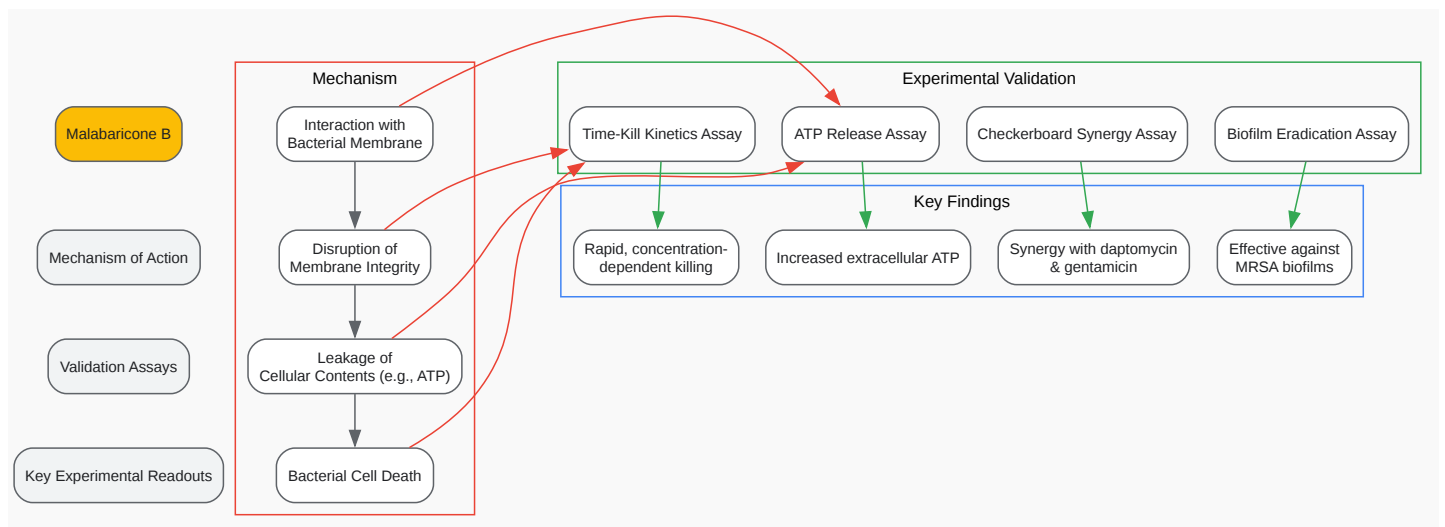 Malabaricone B
Mechanism of Action
Validation Assays
Key Experimental Readouts
Mechanism
Interaction with
Bacterial Membrane
Disruption of
Membrane Integrity
Leakage of
Cellular Contents (e.g., ATP)
Bacterial Cell Death
Experimental Validation
Time-Kill Kinetics Assay
ATP Release Assay
Checkerboard Synergy Assay
Biofilm Eradication Assay
Key Findings
Rapid, concentration-
dependent killing
Increased extracellular ATP
Synergy with daptomycin
& gentamicin
Effective against
MRSA biofilms